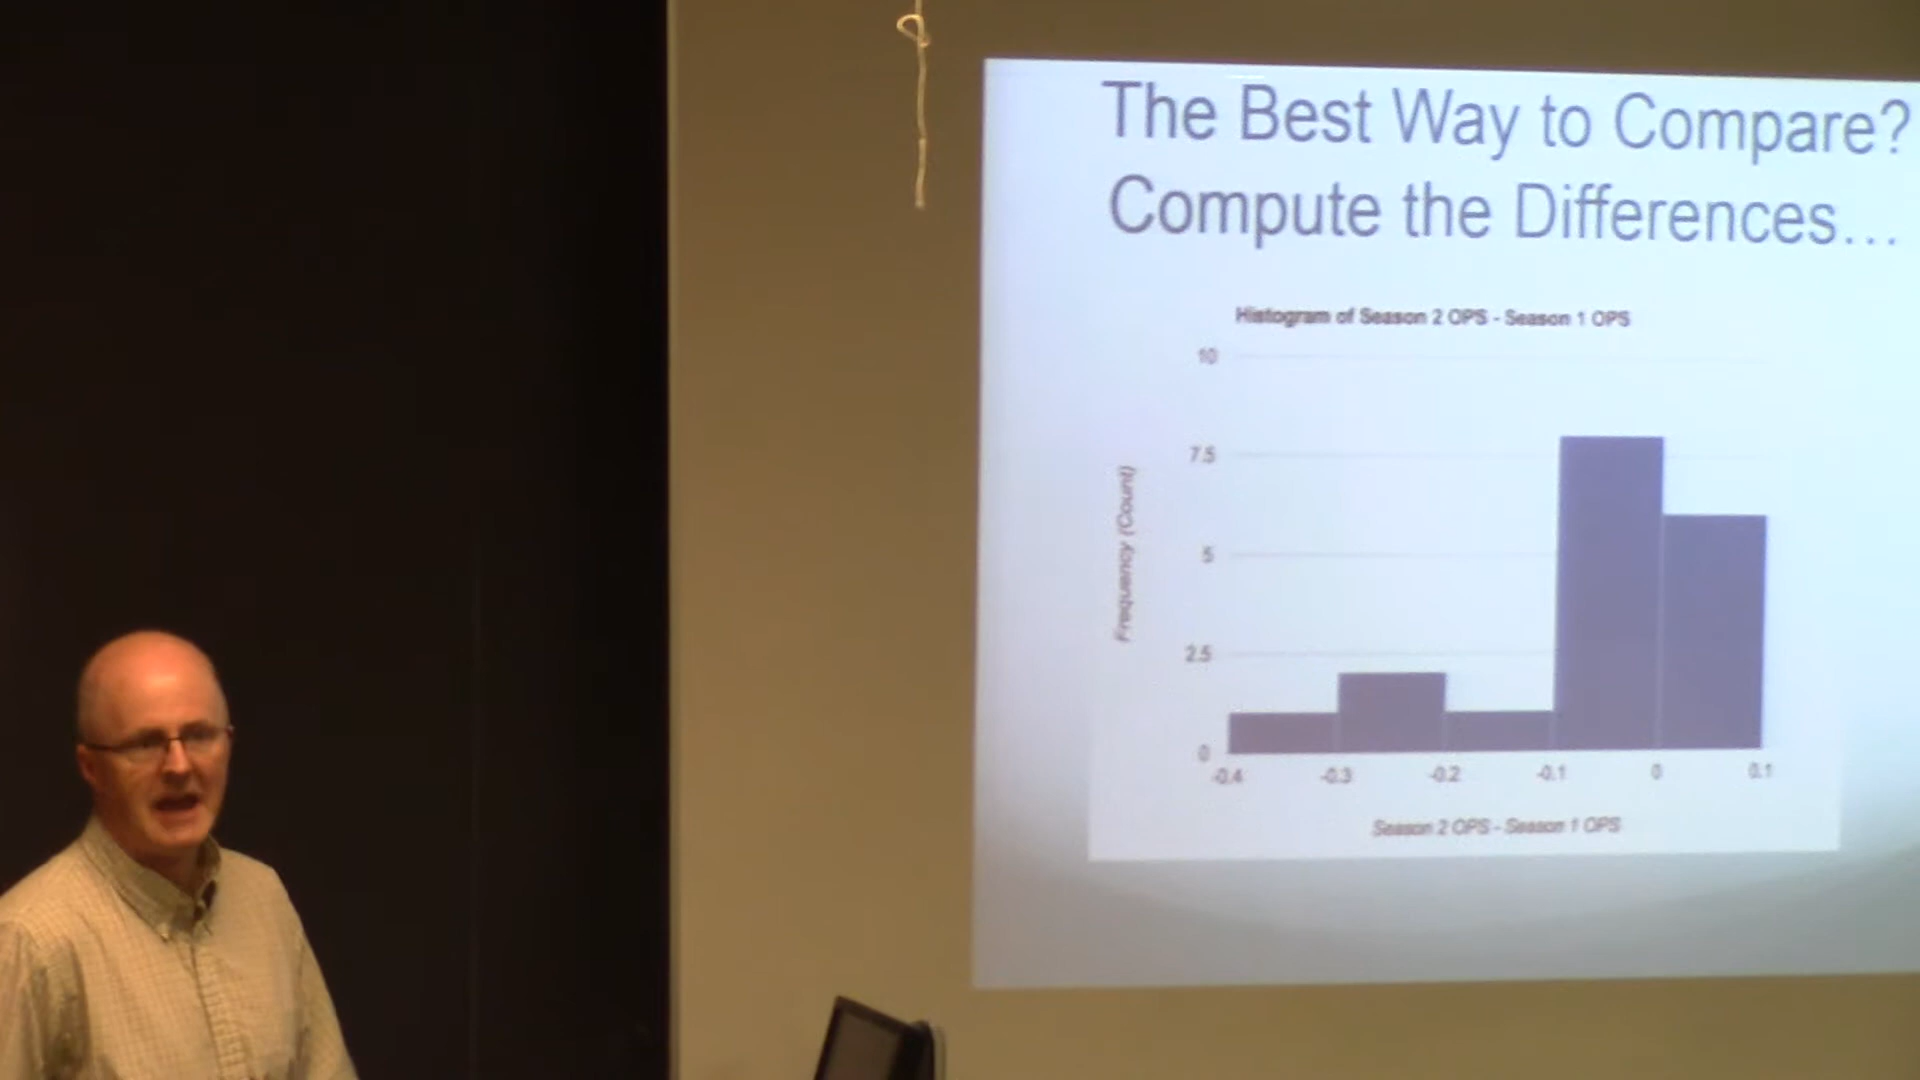 The Best Way to Compare?
Compute the Differences...
Histogram of Season 2 OPS - Season 1 OPS
10
7.5
5
2.5
0
Frequency (Count)
-0.4 -0.3 -0.2 -0.1 0 0.1
Season 2 OPS - Season 1 OPS